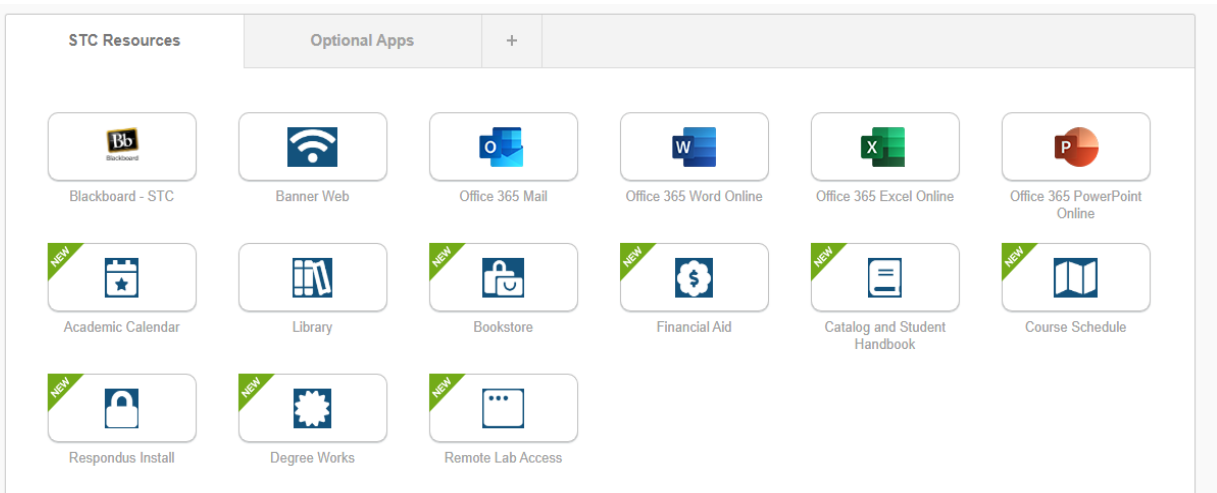 STC Resources
Optional Apps
+
Bb
Blackboard
O
W
X
P
Blackboard - STC
Banner Web
Office 365 Mail
Office 365 Word Online
Office 365 Excel Online
Office 365 PowerPoint
Online
NEW
NEW
NEW
NEW
NEW
$
Academic Calendar
Library
Bookstore
Financial Aid
Catalog and Student
Handbook
Course Schedule
NEW
NEW
NEW
Respondus Install
Degree Works
Remote Lab Access